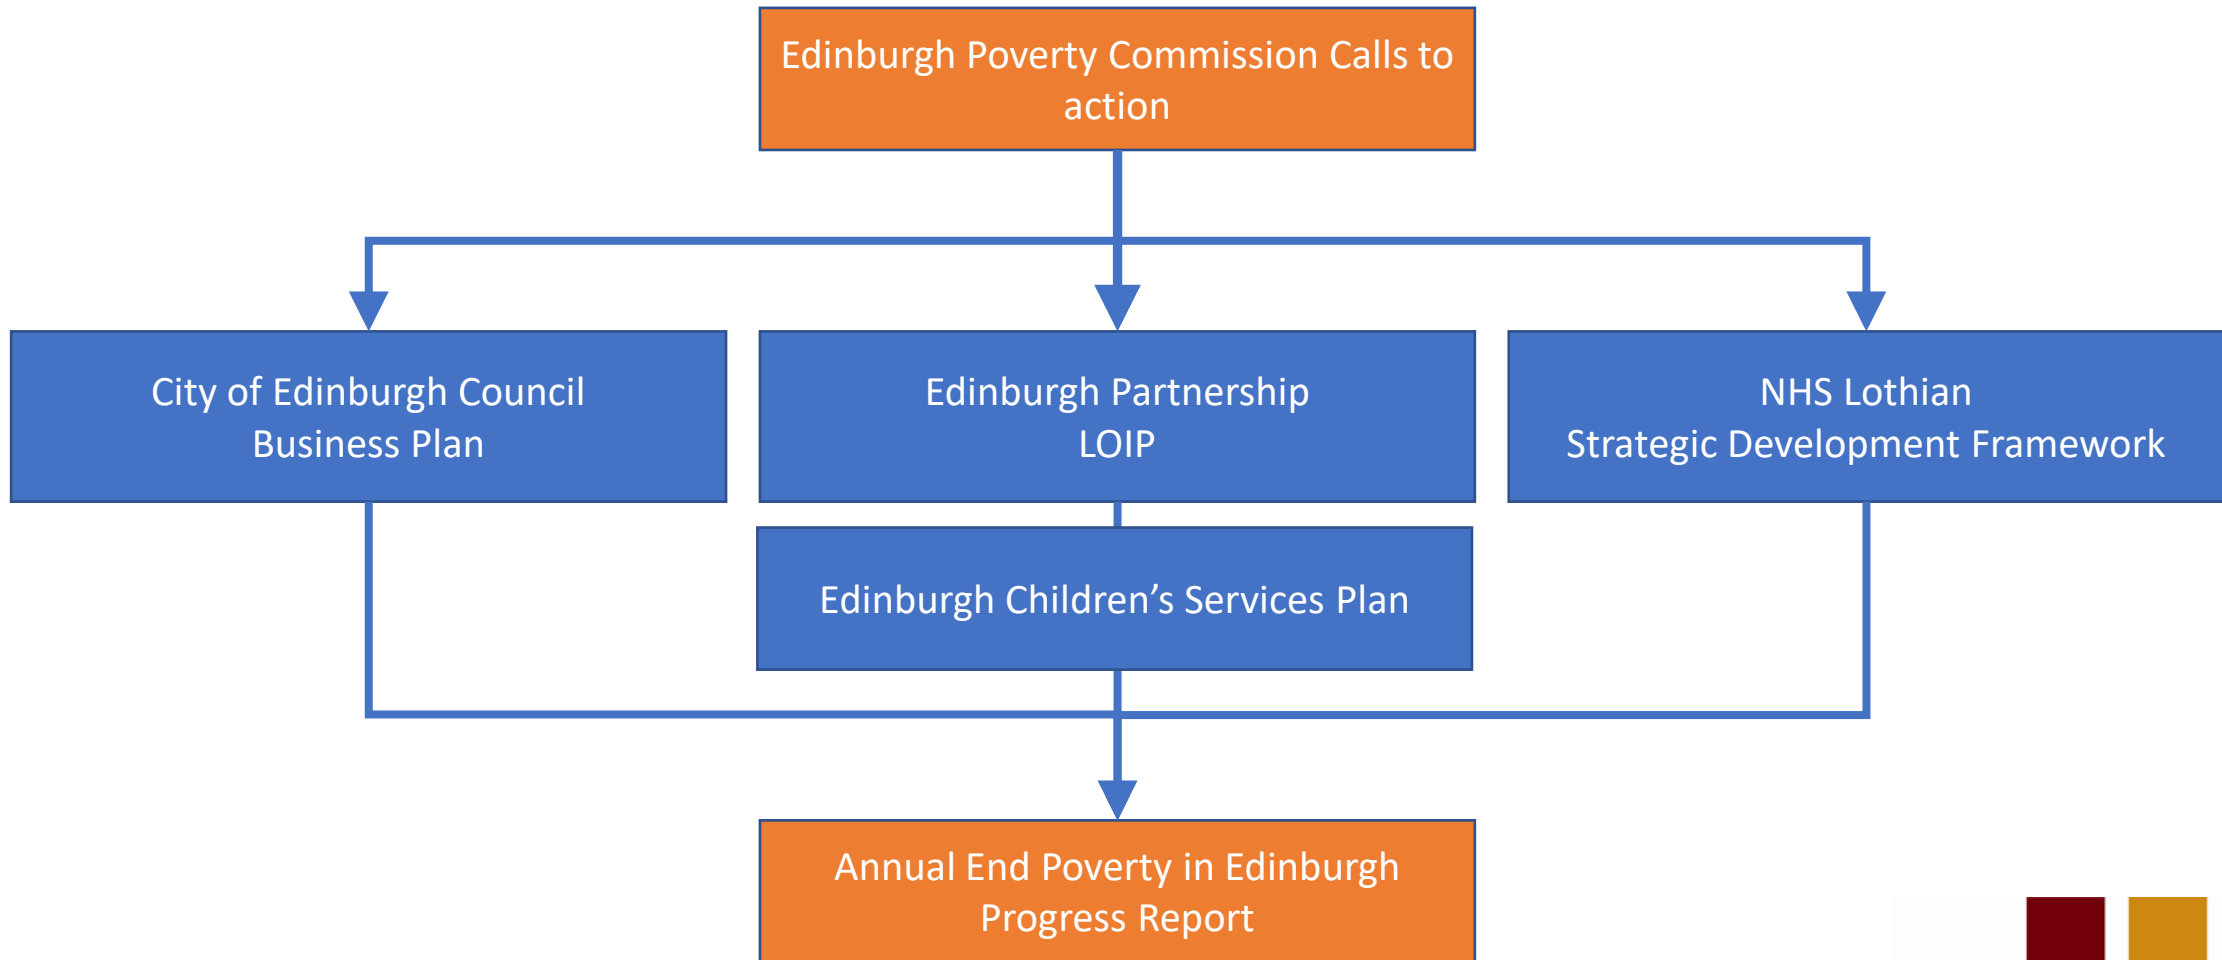 Edinburgh Poverty Commission Calls to
action
City of Edinburgh Council
Business Plan
Edinburgh Partnership
LOIP
NHS Lothian
Strategic Development Framework
Edinburgh Children’s Services Plan
Annual End Poverty in Edinburgh
Progress Report